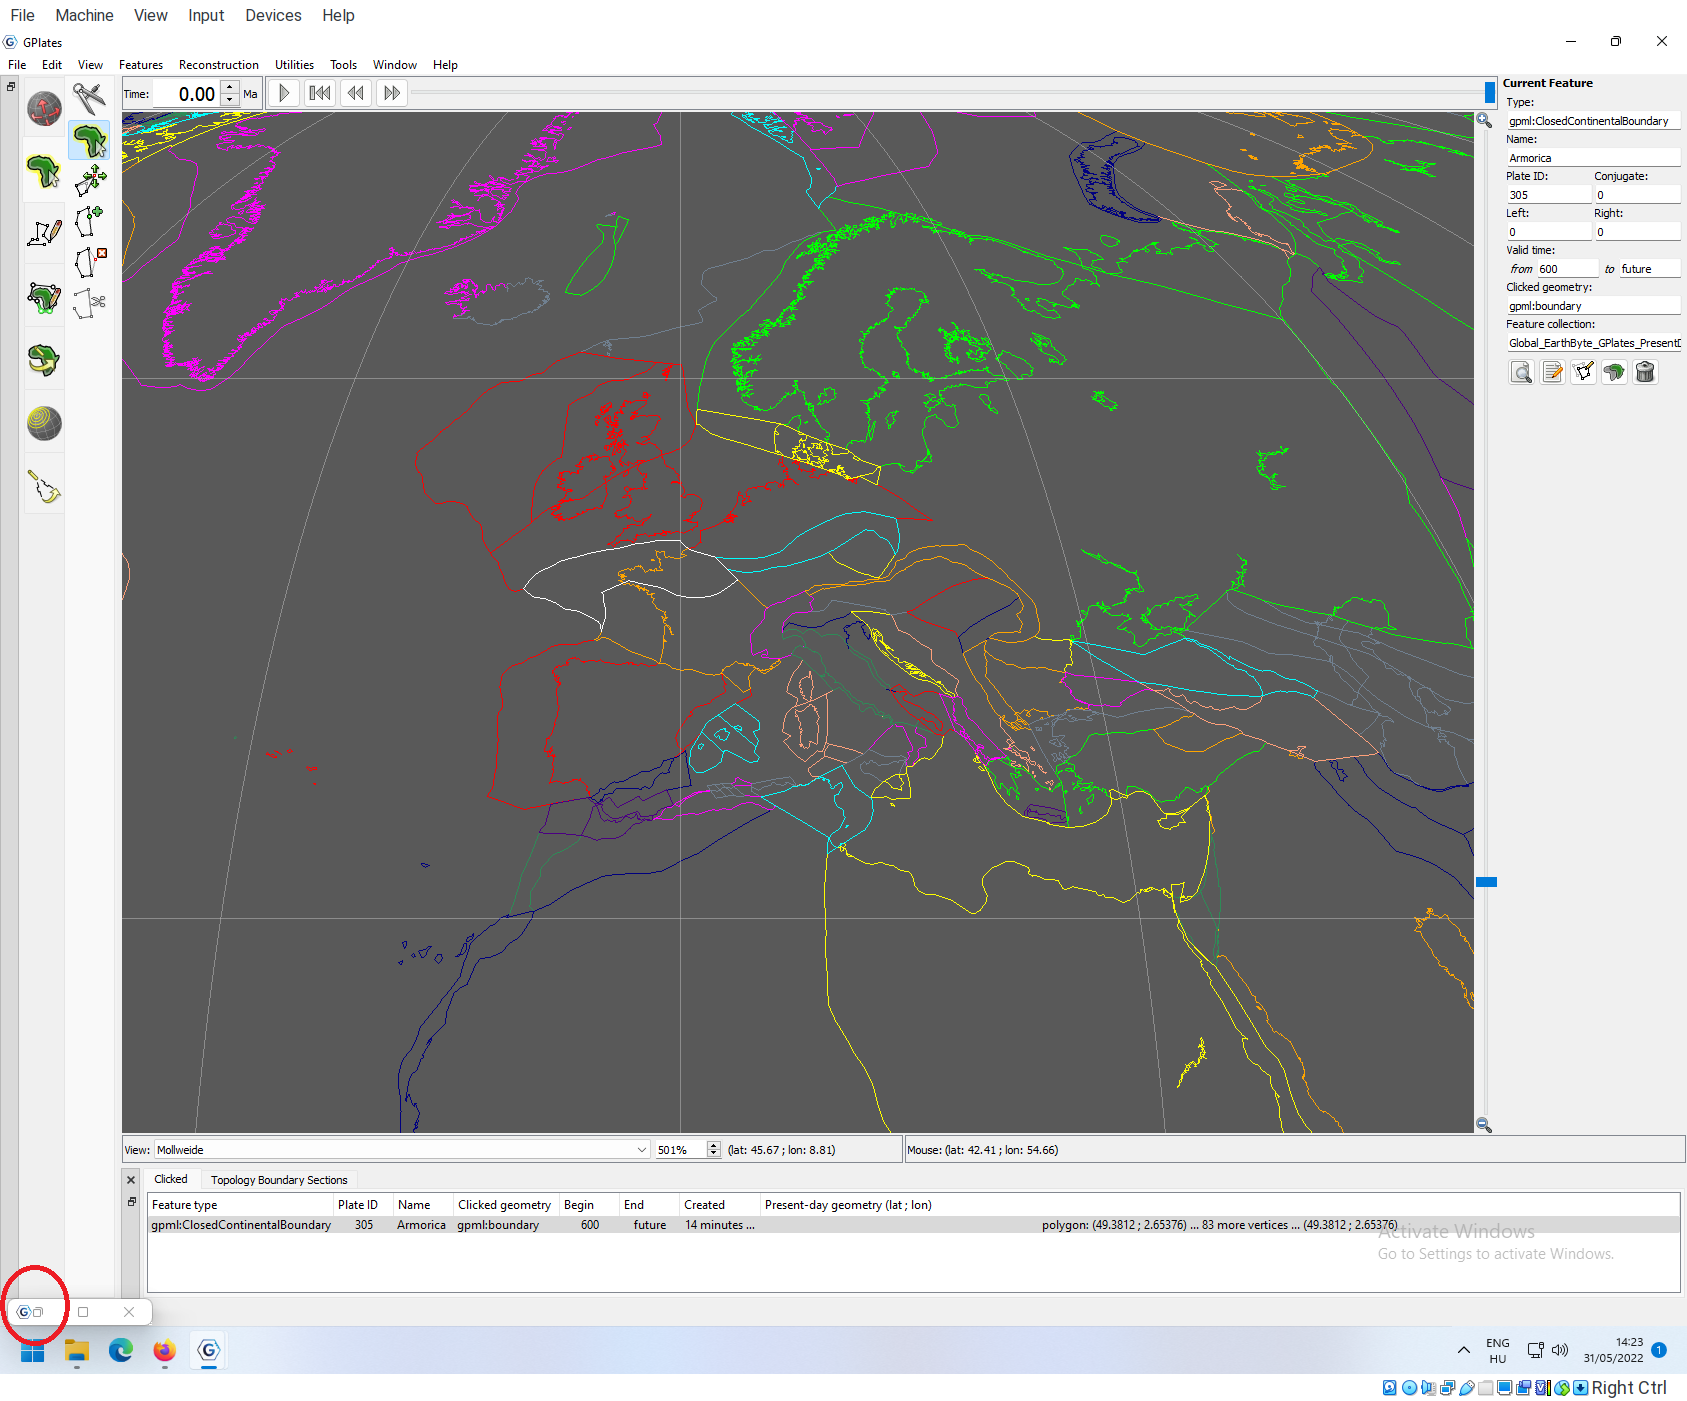 File Machine View Input Devices Help
GPlates
File Edit View Features Reconstruction Utilities Tools Window Help
Time: 0.00 Ma
Current Feature
Type:
gpml:ClosedContinentalBoundary
Name:
Armorica
Plate ID: Conjugate:
305 0
Left: Right:
0 0
Valid time:
from 600 to future
Clicked geometry:
gpml:boundary
Feature collection:
Global_EarthByte_GPlates_PresentD
View: Mollweide 501% (lat: 45.67 ; lon: 8.81) Mouse: (lat: 42.41 ; lon: 54.66)
Clicked Topology Boundary Sections
Feature type Plate ID Name Clicked geometry Begin End Created Present-day geometry (lat ; lon)
gpml:ClosedContinentalBoundary 305 Armorica gpml:boundary 600 future 14 minutes ... polygon: (49.3812 ; 2.65376) ... 83 more vertices ... (49.3812 ; 2.65376)
Activate Windows
Go to Settings to activate Windows.
ENG
HU
14:23
31/05/2022
1
Right Ctrl